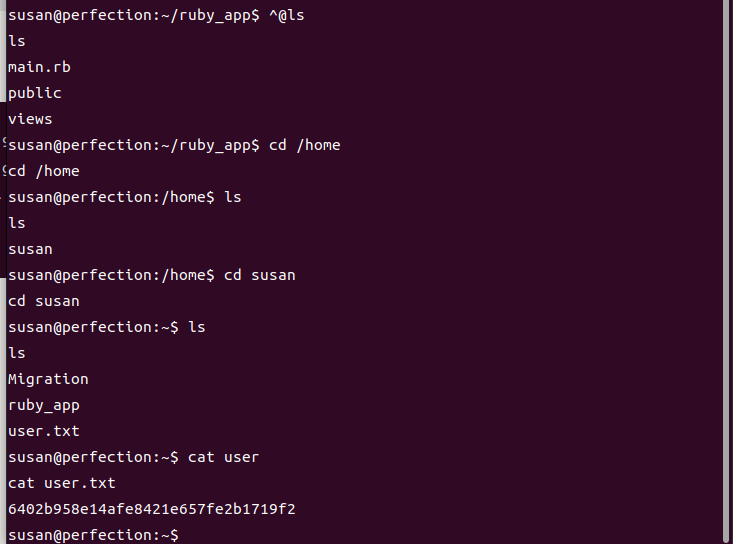 susan@perfection:~/ruby_app$ ^@ls
ls
main.rb
public
views
susan@perfection:~/ruby_app$ cd /home
cd /home
susan@perfection:/home$ ls
ls
susan
susan@perfection:/home$ cd susan
cd susan
susan@perfection:~$ ls
ls
Migration
ruby_app
user.txt
susan@perfection:~$ cat user
cat user.txt
6402b958e14afe8421e657fe2b1719f2
susan@perfection:~$